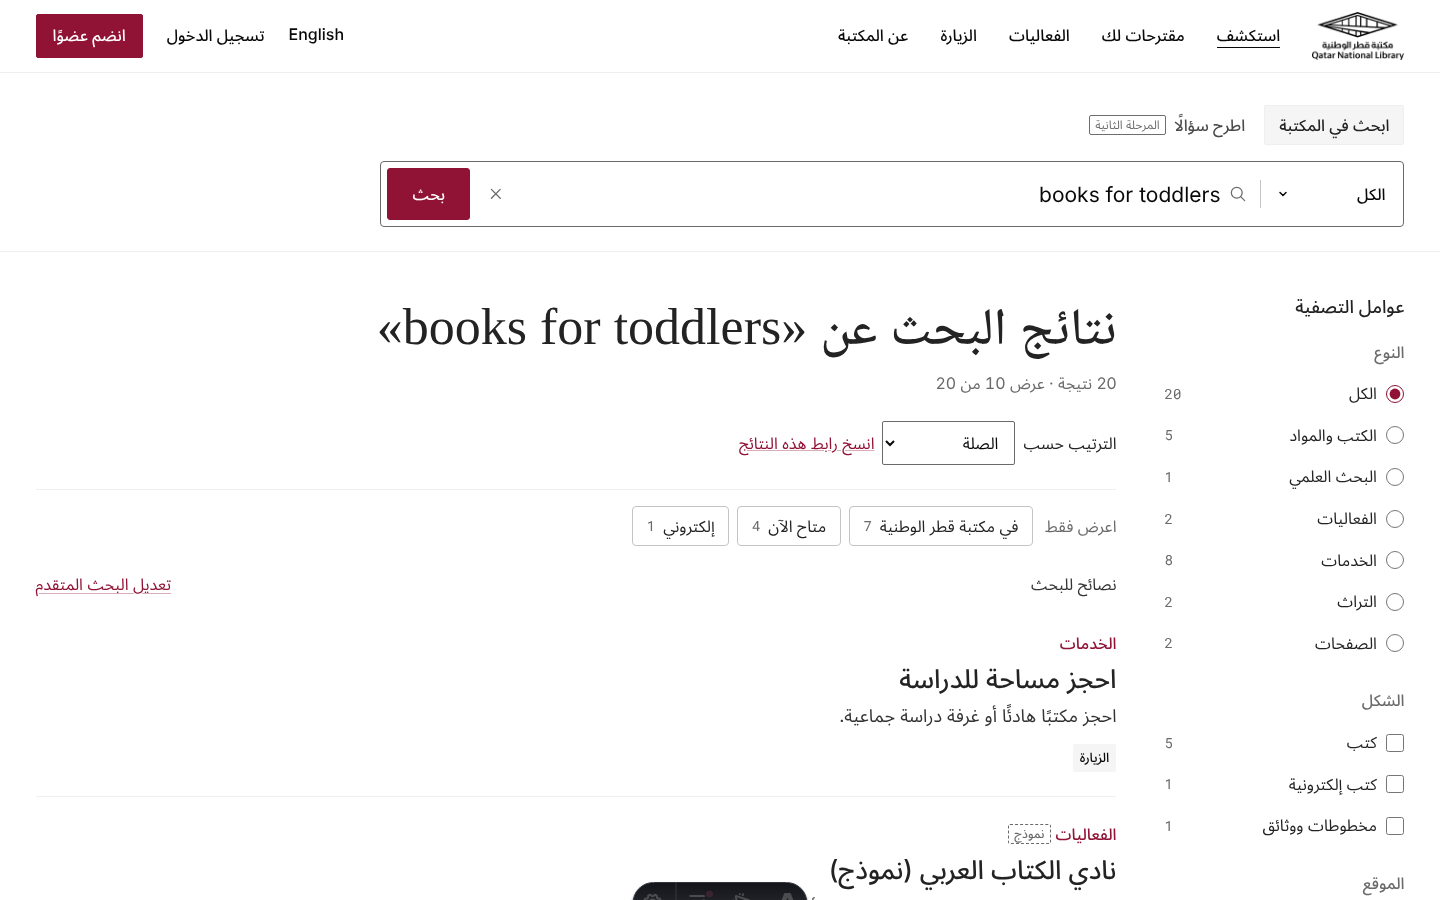 مكتبة قطر الوطنية
Qatar National Library
استكشف
مقترحات لك
الفعاليات
الزيارة
عن المكتبة
English
تسجيل الدخول
انضم عضوًا
ابحث في المكتبة
اطرح سؤالًا
المرحلة الثانية
الكل
books for toddlers
بحث
عوامل التصفية
النوع
الكل 20
الكتب والمواد 5
البحث العلمي 1
الفعاليات 2
الخدمات 8
التراث 2
الصفحات 2
الشكل
كتب 5
كتب إلكترونية 1
مخطوطات ووثائق 1
الموقع
نتائج البحث عن «books for toddlers»
20 نتيجة · عرض 10 من 20
الترتيب حسب
الصلة
انسخ رابط هذه النتائج
اعرض فقط
في مكتبة قطر الوطنية 7
متاح الآن 4
إلكتروني 1
نصائح للبحث
تعديل البحث المتقدم
الخدمات
احجز مساحة للدراسة
احجز مكتبًا هادئًا أو غرفة دراسة جماعية.
الزيارة
الفعاليات
نموذج
نادي الكتاب العربي (نموذج)